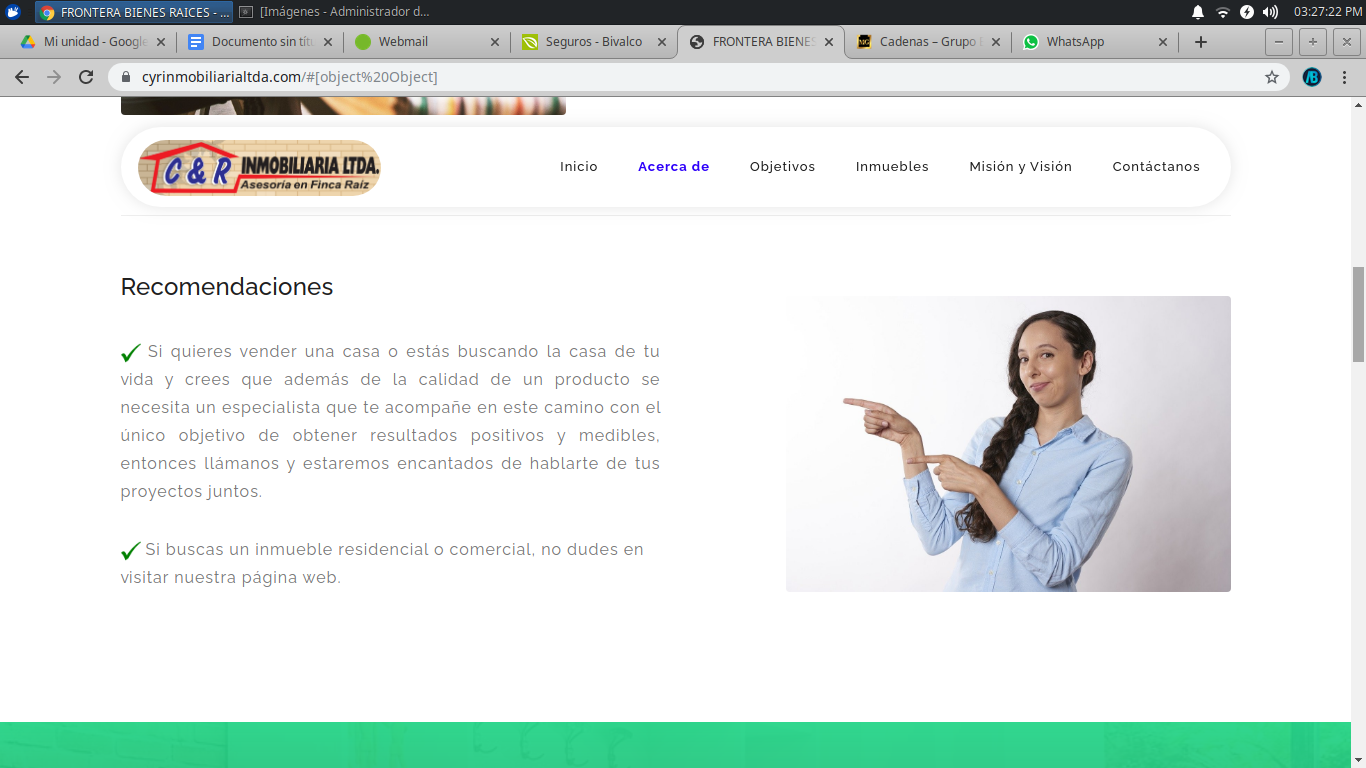 FRONTERA BIENES RAICES - ...
[Imágenes - Administrador d...
03:27:22 PM
Mi unidad - Google
Documento sin títu
Webmail
Seguros - Bivalco
FRONTERA BIENES
Cadenas – Grupo
WhatsApp
cyrinmobiliarialtda.com/#[object%20Object]
C & R INMOBILIARIA LTDA.
Asesoría en Finca Raíz
Inicio
Acerca de
Objetivos
Inmuebles
Misión y Visión
Contáctanos
Recomendaciones
Si quieres vender una casa o estás buscando la casa de tu
vida y crees que además de la calidad de un producto se
necesita un especialista que te acompañe en este camino con el
único objetivo de obtener resultados positivos y medibles,
entonces llámanos y estaremos encantados de hablarte de tus
proyectos juntos.
Si buscas un inmueble residencial o comercial, no dudes en
visitar nuestra página web.